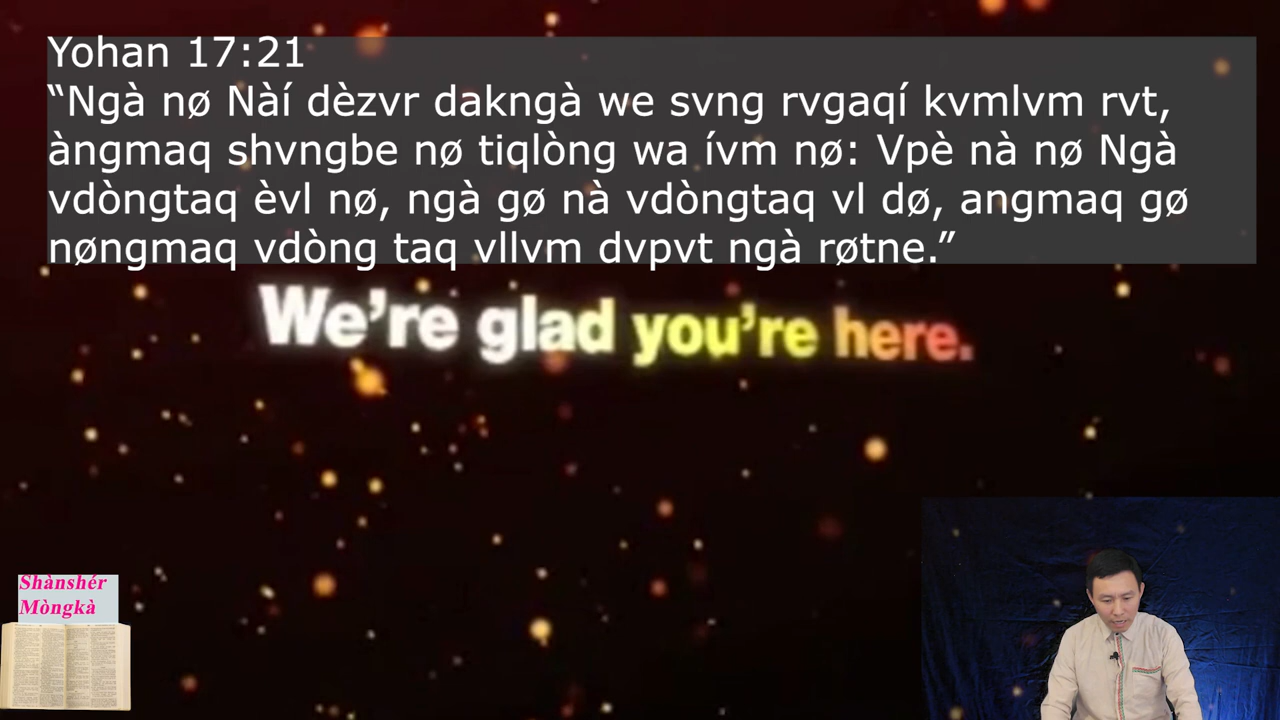 Yohan 17:21
“Ngà nø Nàí dèzvr dakngà we svng rvgaqí kvmlvm rvt,
àngmaq shvngbe nø tiqlòng wa ívm nø: Vpè nà nø Ngà
vdòngtaq èvl nø, ngà gø nà vdòngtaq vl dø, angmaq gø
nøngmaq vdòng taq vllvm dvpvt ngà røtne.”
We’re glad you’re here.
Shànshér
Mòngkà